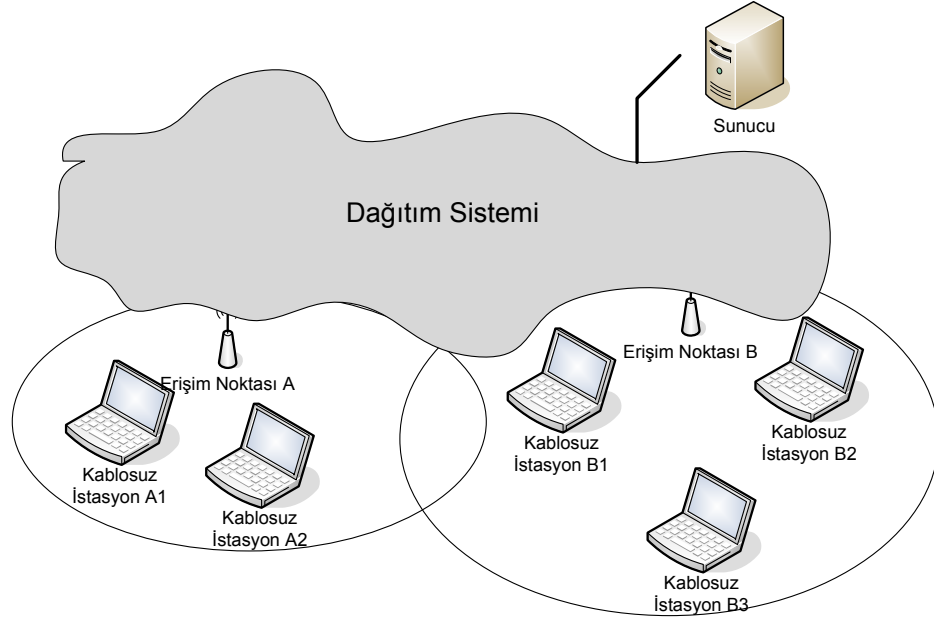 Sunucu
Dağıtım Sistemi
Erişim Noktası A
Erişim Noktası B
Kablosuz
İstasyon A1
Kablosuz
İstasyon A2
Kablosuz
İstasyon B1
Kablosuz
İstasyon B2
Kablosuz
İstasyon B3